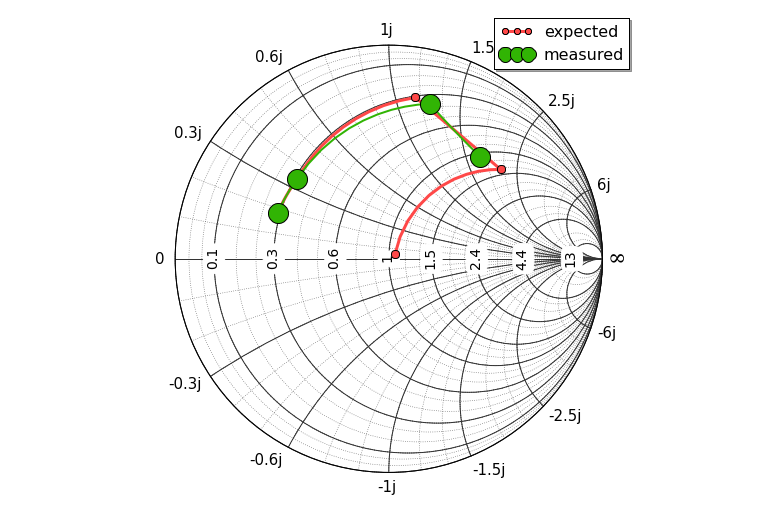 expected
measured
1j
0.6j
1.5
2.5j
0.3j
6j
0
0.1
0.3
0.6
1
1.5
2.4
4.4
13
∞
-6j
-0.3j
-2.5j
-0.6j
-1.5j
-1j